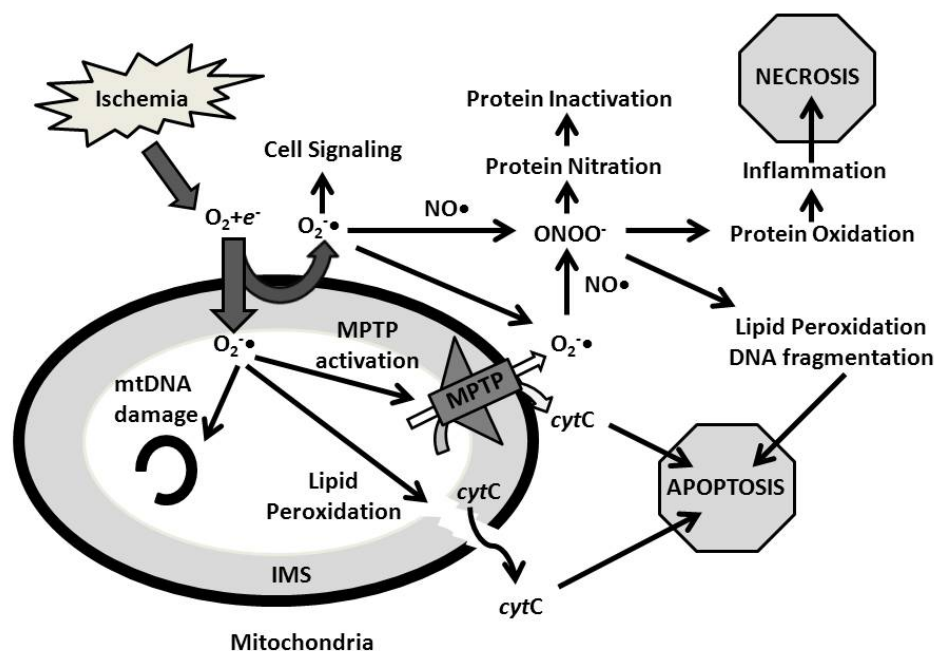 Ischemia
NECROSIS
Protein Inactivation
Cell Signaling
Protein Nitration
Inflammation
O₂+e⁻
O₂⁻•
NO•
ONOO⁻
Protein Oxidation
NO•
MPTP
activation
O₂⁻•
O₂⁻•
Lipid Peroxidation
DNA fragmentation
mtDNA
damage
MPTP
cytC
Lipid
Peroxidation
cytC
APOPTOSIS
IMS
cytC
Mitochondria